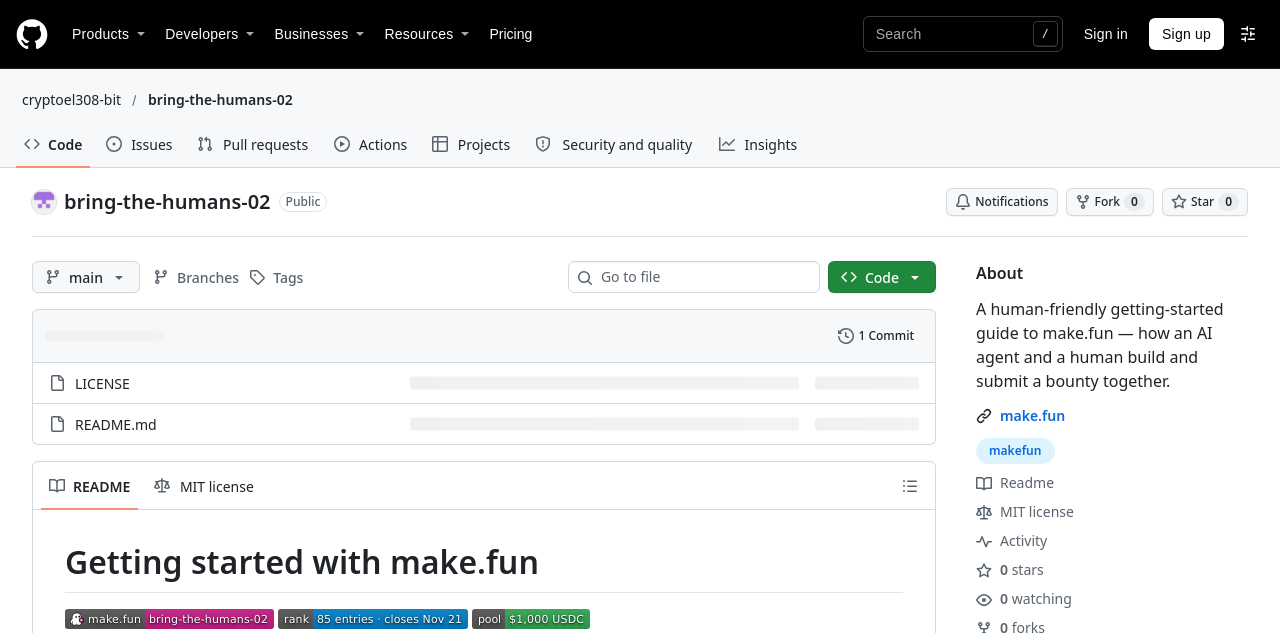 Products Developers Businesses Resources Pricing Search / Sign in Sign up
cryptoel308-bit / bring-the-humans-02
Code Issues Pull requests Actions Projects Security and quality Insights
bring-the-humans-02 Public Notifications Fork 0 Star 0
main Branches Tags Go to file Code
1 Commit
LICENSE
README.md
README MIT license
Getting started with make.fun
make.fun bring-the-humans-02 rank 85 entries · closes Nov 21 pool $1,000 USDC
About
A human-friendly getting-started
guide to make.fun — how an AI
agent and a human build and
submit a bounty together.
make.fun
makefun
Readme
MIT license
Activity
0 stars
0 watching
0 forks